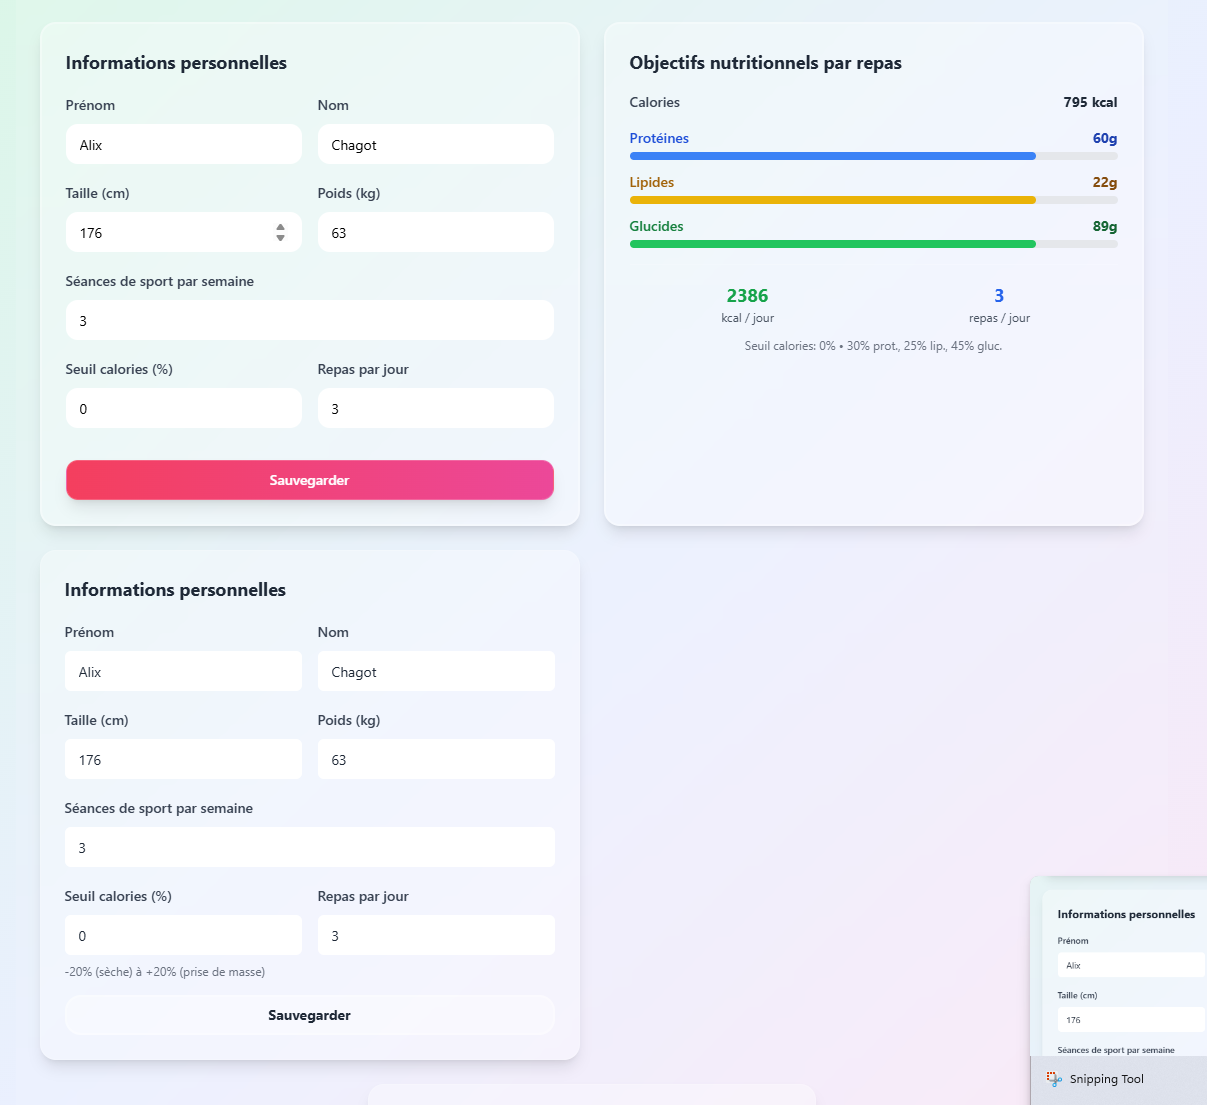 Informations personnelles
Prénom
Nom
Alix
Chagot
Taille (cm)
Poids (kg)
176
63
Séances de sport par semaine
3
Seuil calories (%)
Repas par jour
0
3
Sauvegarder
Objectifs nutritionnels par repas
Calories
795 kcal
Protéines
60g
Lipides
22g
Glucides
89g
2386
kcal / jour
3
repas / jour
Seuil calories: 0% • 30% prot., 25% lip., 45% gluc.
Informations personnelles
Prénom
Nom
Alix
Chagot
Taille (cm)
Poids (kg)
176
63
Séances de sport par semaine
3
Seuil calories (%)
Repas par jour
0
3
-20% (sèche) à +20% (prise de masse)
Sauvegarder
Informations personnelles
Prénom
Alix
Taille (cm)
176
Séances de sport par semaine
Snipping Tool